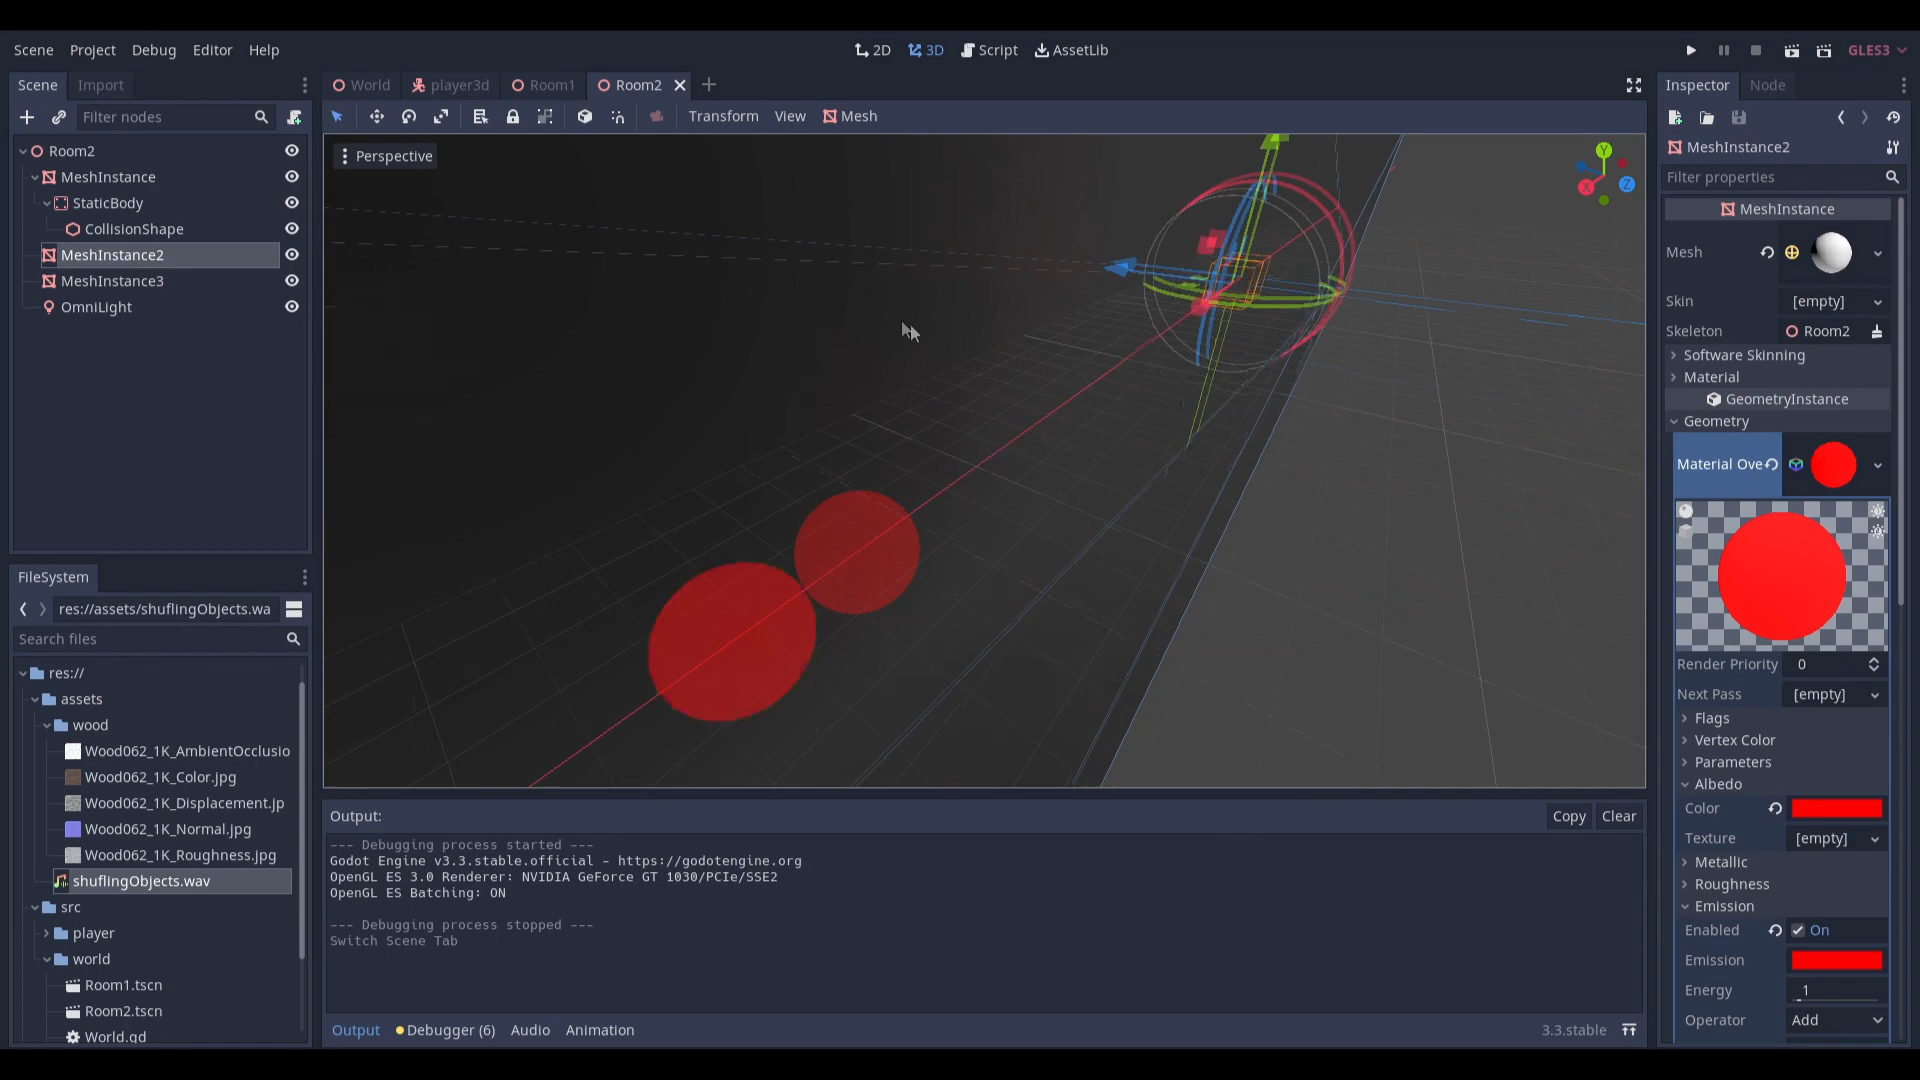 Scene Project Debug Editor Help
2D 3D Script AssetLib
GLES3
Scene Import
World player3d Room1 Room2
Inspector Node
Filter nodes
Transform View Mesh
MeshInstance2
Room2
Perspective
Y
X
Z
Filter properties
MeshInstance
MeshInstance
StaticBody
Mesh
CollisionShape
MeshInstance2
Skin [empty]
MeshInstance3
OmniLight
Skeleton Room2
Software Skinning
Material
GeometryInstance
Geometry
Material Ove
FileSystem
res://assets/shuflingObjects.wa
Search files
Render Priority 0
res://
Next Pass [empty]
assets
Flags
wood
Vertex Color
Wood062_1K_AmbientOcclusio
Parameters
Wood062_1K_Color.jpg
Albedo
Wood062_1K_Displacement.jp
Color
Output: Copy Clear
Wood062_1K_Normal.jpg
Texture [empty]
--- Debugging process started ---
Godot Engine v3.3.stable.official - https://godotengine.org
OpenGL ES 3.0 Renderer: NVIDIA GeForce GT 1030/PCIe/SSE2
OpenGL ES Batching: ON
Wood062_1K_Roughness.jpg
Metallic
shuflingObjects.wav
Roughness
src
Emission
--- Debugging process stopped ---
Switch Scene Tab
player
Enabled On
world
Emission
Room1.tscn
Energy 1
Room2.tscn
Operator Add
World.gd
Output Debugger (6) Audio Animation
3.3.stable